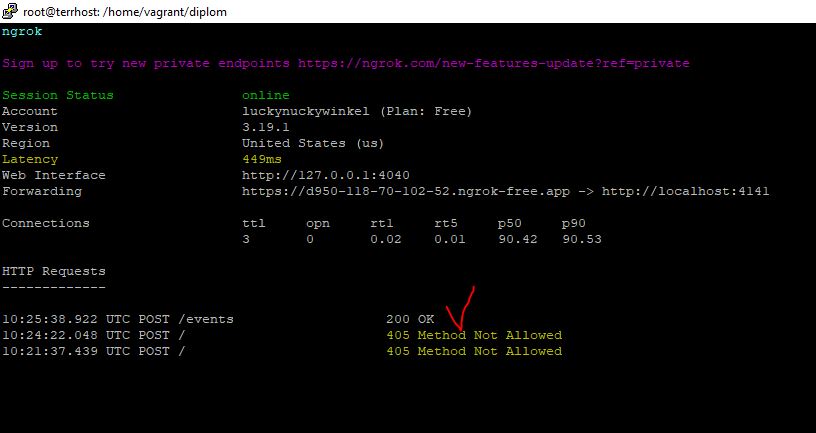 root@terrhost: /home/vagrant/diplom
ngrok
Sign up to try new private endpoints https://ngrok.com/new-features-update?ref=private
Session Status online
Account luckynuckywinkel (Plan: Free)
Version 3.19.1
Region United States (us)
Latency 449ms
Web Interface http://127.0.0.1:4040
Forwarding https://d950-118-70-102-52.ngrok-free.app -> http://localhost:4141
Connections ttl opn rt1 rt5 p50 p90
3 0 0.02 0.01 90.42 90.53
HTTP Requests
-------------
10:25:38.922 UTC POST /events 200 OK
10:24:22.048 UTC POST / 405 Method Not Allowed
10:21:37.439 UTC POST / 405 Method Not Allowed